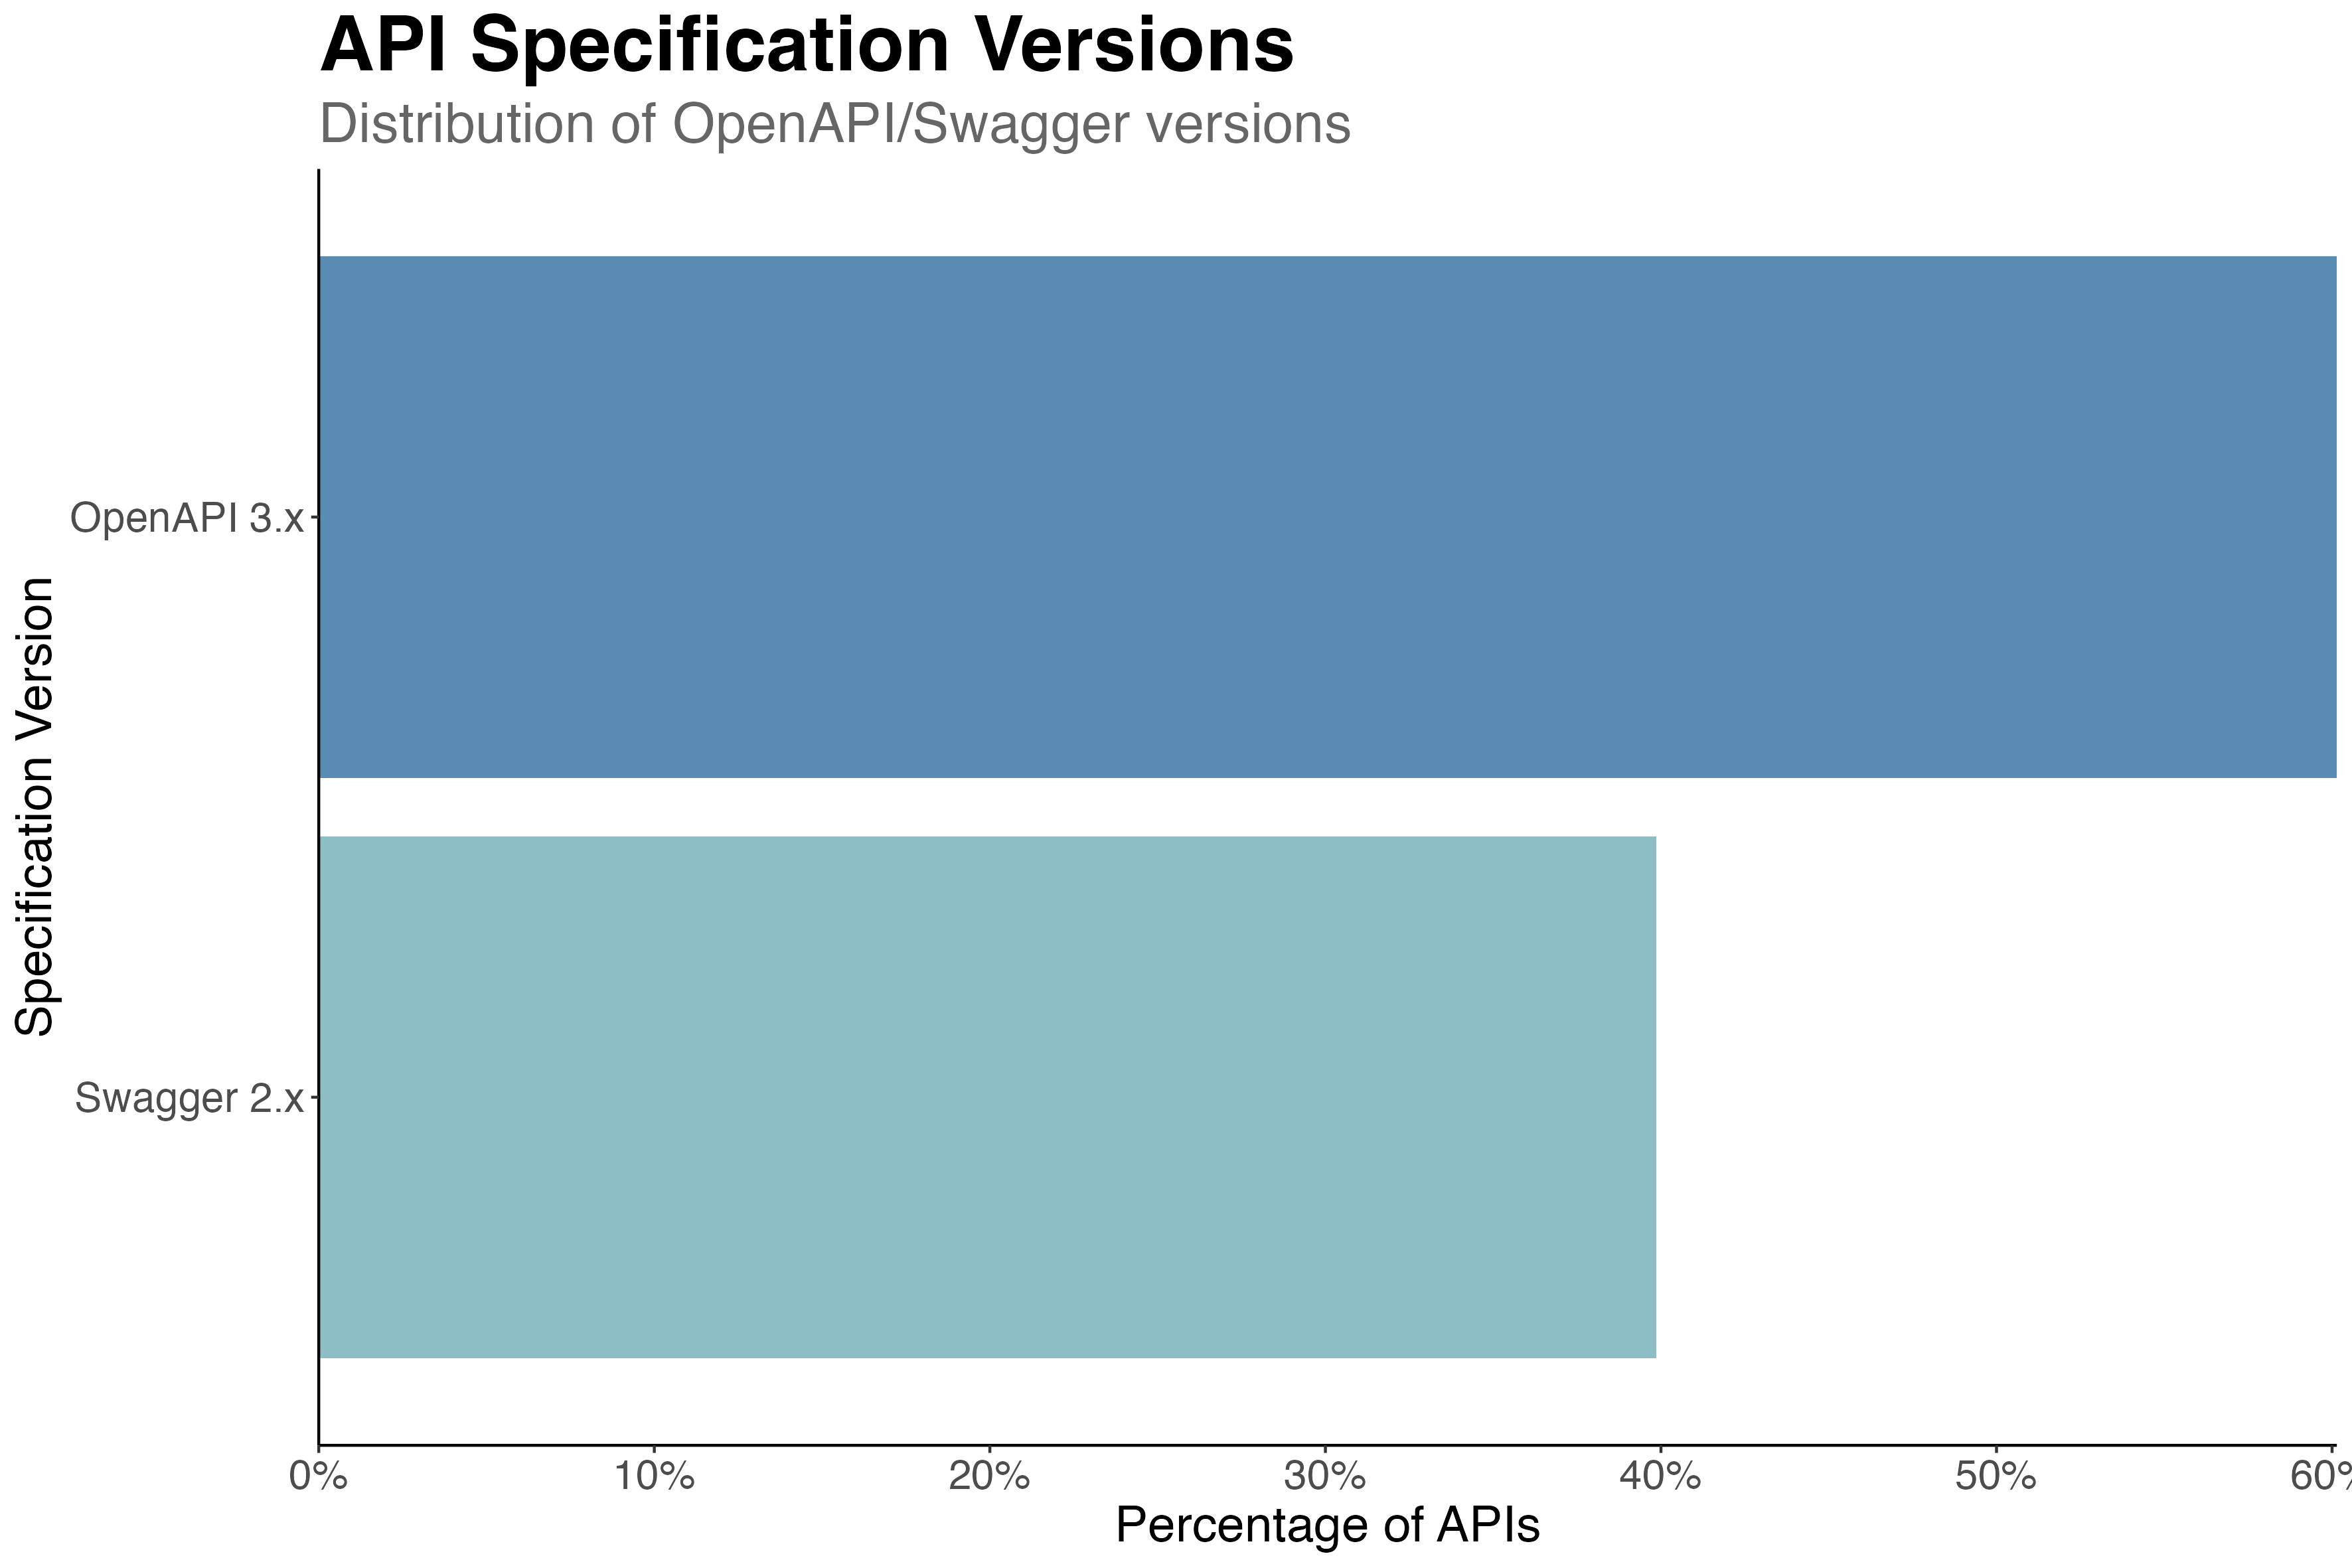 API Specification Versions
Distribution of OpenAPI/Swagger versions
Specification Version
OpenAPI 3.x
Swagger 2.x
0% 10% 20% 30% 40% 50% 60%
Percentage of APIs